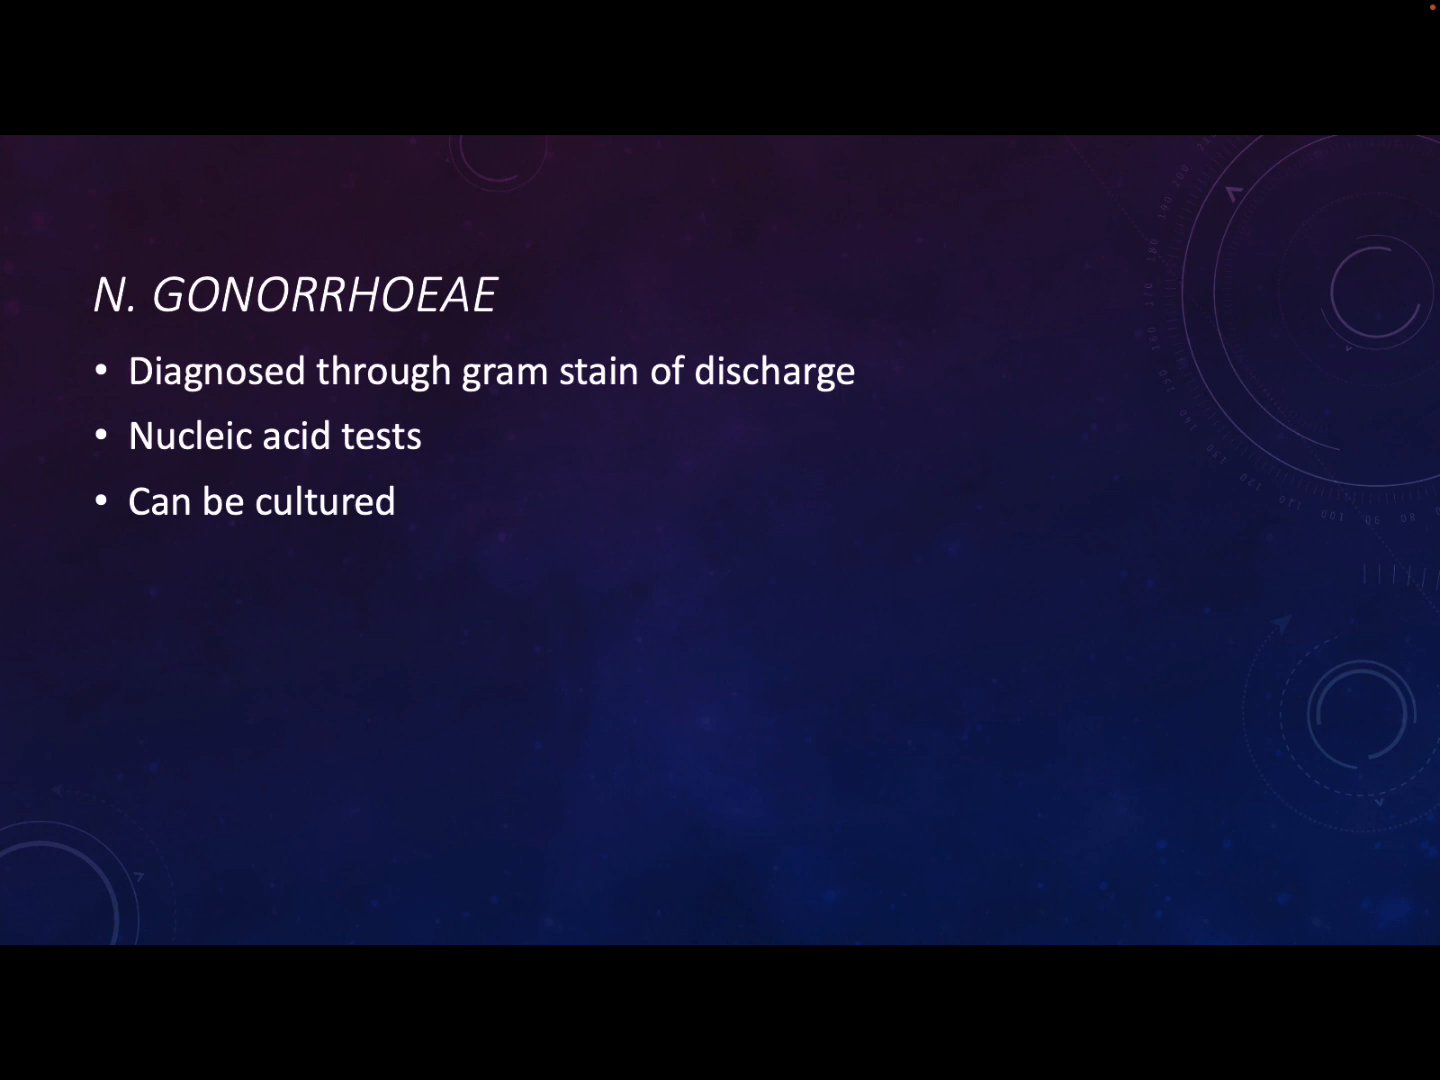 N. GONORRHOEAE
• Diagnosed through gram stain of discharge
• Nucleic acid tests
• Can be cultured